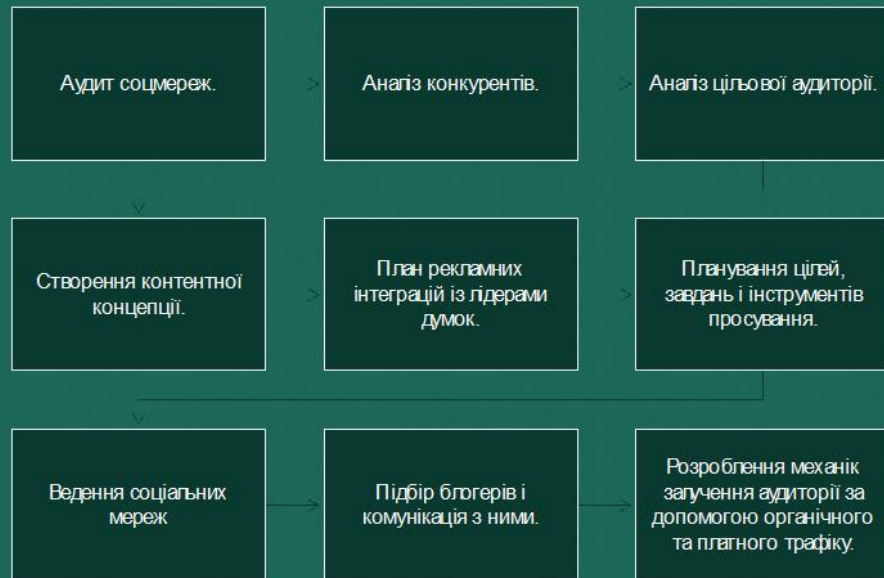 Аудит соцмереж.
Аналіз конкурентів.
Аналіз цільової аудиторії.
Створення контентної
концепції.
План рекламних
інтеграцій із лідерами
думок.
Планування цілей,
завдань і інструментів
просування.
Ведення соціальних
мереж
Підбір блогерів і
комунікація з ними.
Розроблення механік
залучення аудиторії за
допомогою органічного
та платного трафіку.